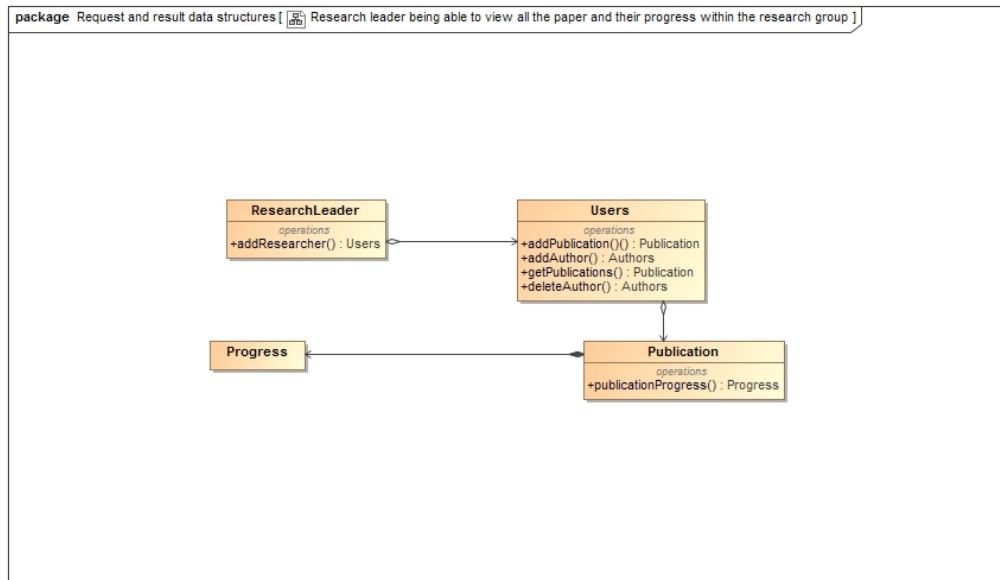 package Request and result data structures [ Research leader being able to view all the paper and their progress within the research group ]
ResearchLeader
operations
+addResearcher() : Users
Users
operations
+addPublication()() : Publication
+addAuthor() : Authors
+getPublications() : Publication
+deleteAuthor() : Authors
Progress
Publication
operations
+publicationProgress() : Progress